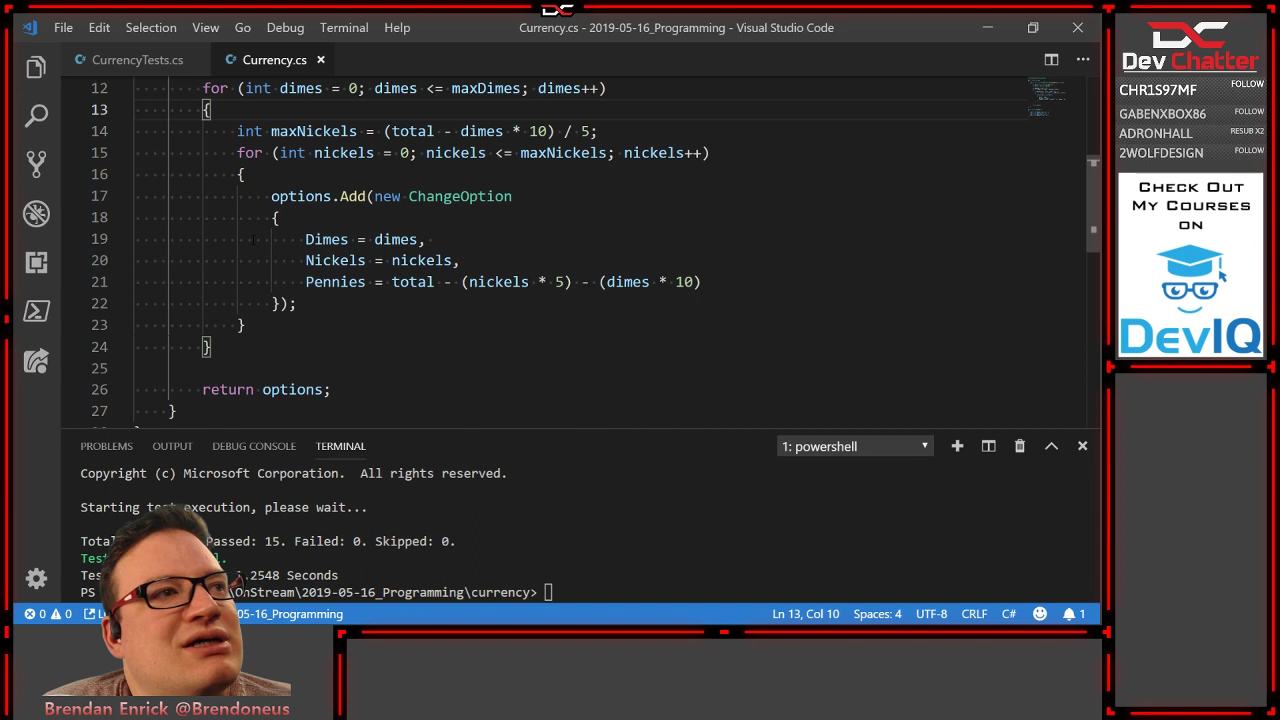 File Edit Selection View Go Debug Terminal Help
Currency.cs - 2019-05-16_Programming - Visual Studio Code
CurrencyTests.cs
Currency.cs
12 for (int dimes = 0; dimes <= maxDimes; dimes++)
13 {
14 int maxNickels = (total - dimes * 10) / 5;
15 for (int nickels = 0; nickels <= maxNickels; nickels++)
16 {
17 options.Add(new ChangeOption
18 {
19 Dimes = dimes,
20 Nickels = nickels,
21 Pennies = total - (nickels * 5) - (dimes * 10)
22 });
23 }
24 }
25
26 return options;
27 }
PROBLEMS OUTPUT DEBUG CONSOLE TERMINAL
1: powershell
Copyright (c) Microsoft Corporation. All rights reserved.
Starting test execution, please wait...
Passed: 15. Failed: 0. Skipped: 0.
.2548 Seconds
PS OnStream\2019-05-16_Programming\currency>
0 0 05-16_Programming
Ln 13, Col 10 Spaces: 4 UTF-8 CRLF C# 1
Brendan Enrick @Brendoneus
DC
Dev Chatter
CHR1S97MF FOLLOW
GABENXBOX86 FOLLOW
ADRONHALL RESUB X2
2WOLFDESIGN FOLLOW
CHECK OUT
MY COURSES
ON
DevIQ